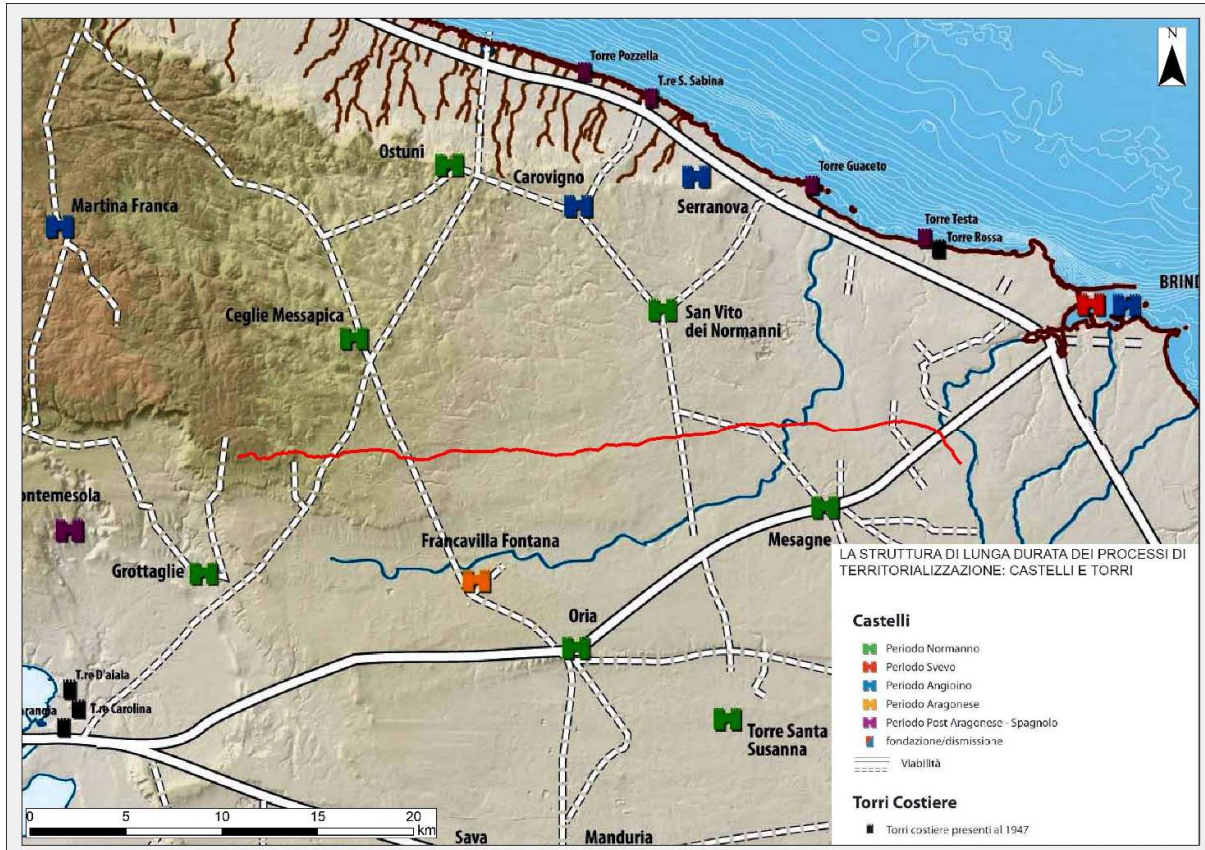 N
Torre Pozzella
T.re S. Sabina
Ostuni
Carovigno
Torre Guaceto
Martina Franca
Serranova
Torre Testa
Torre Rossa
BRIND
Ceglie Messapica
San Vito
dei Normanni
ontemesola
Grottaglie
Francavilla Fontana
Mesagne
Oria
T.re D'aiala
T.re Carolina
Torre Santa
Susanna
0 5 10 15 20
km
Sava
Manduria
LA STRUTTURA DI LUNGA DURATA DEI PROCESSI DI
TERRITORIALIZZAZIONE: CASTELLI E TORRI
Castelli
Periodo Normanno
Periodo Svevo
Periodo Angioino
Periodo Aragonese
Periodo Post Aragonese - Spagnolo
fondazione/dismissione
Viabilità
Torri Costiere
Torri costiere presenti al 1947